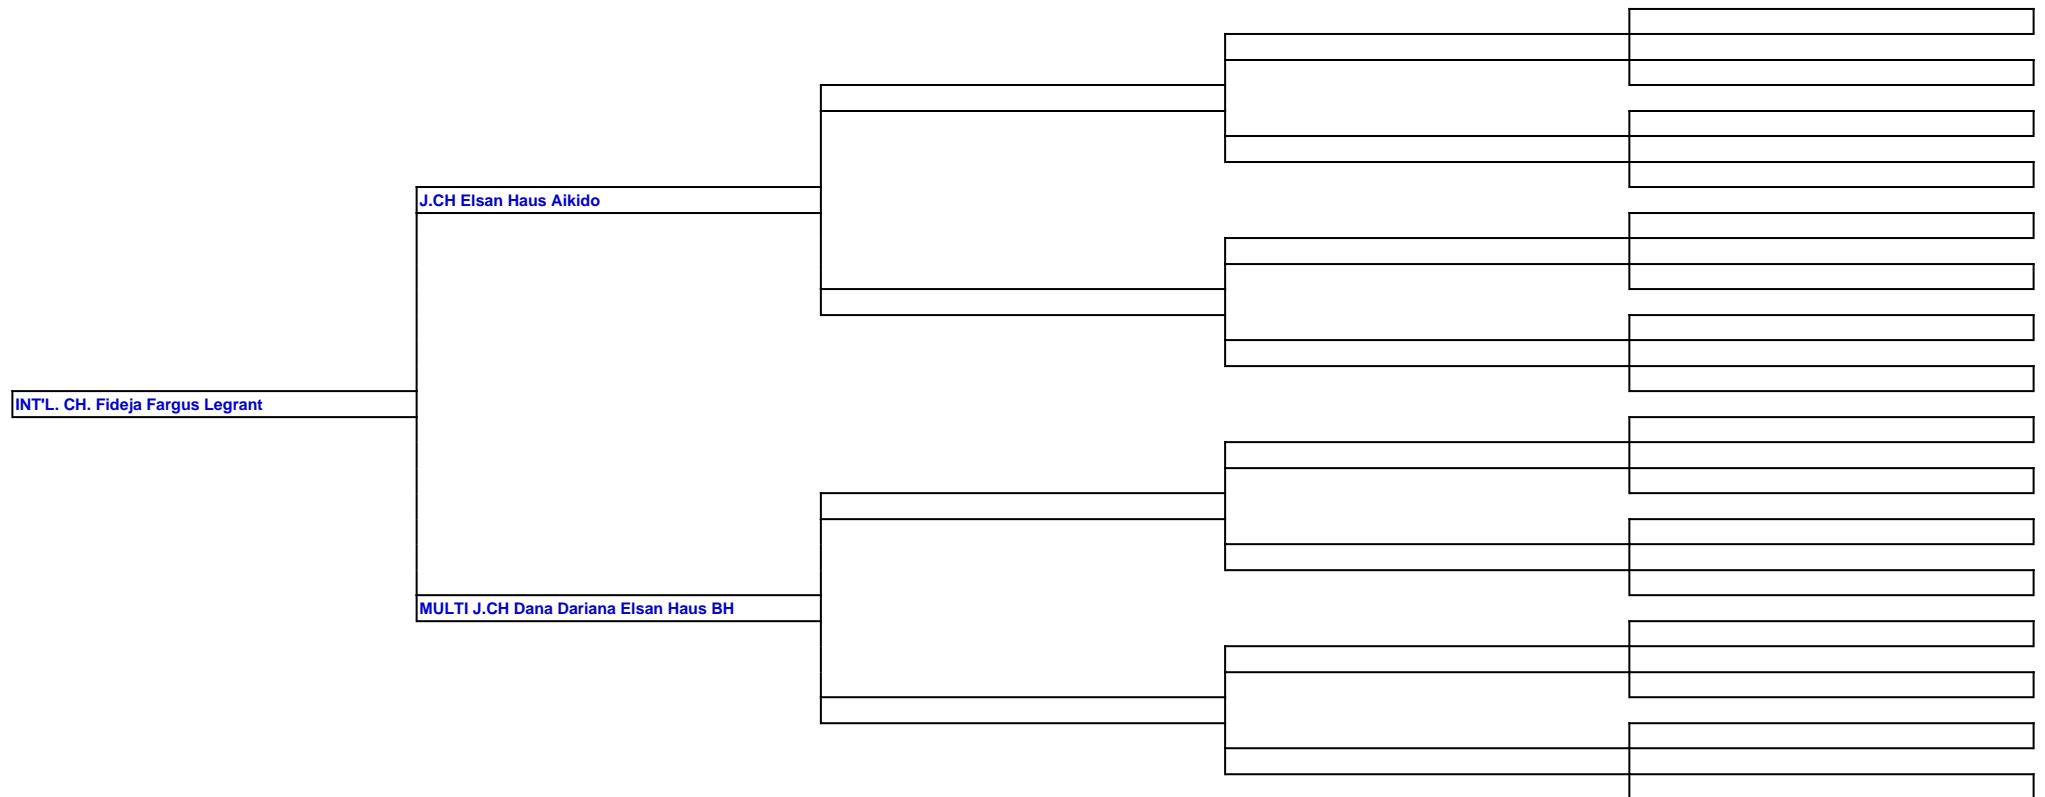 J.CH Elsan Haus Aikido
INT'L. CH. Fideja Fargus Legrant
MULTI J.CH Dana Dariana Elsan Haus BH